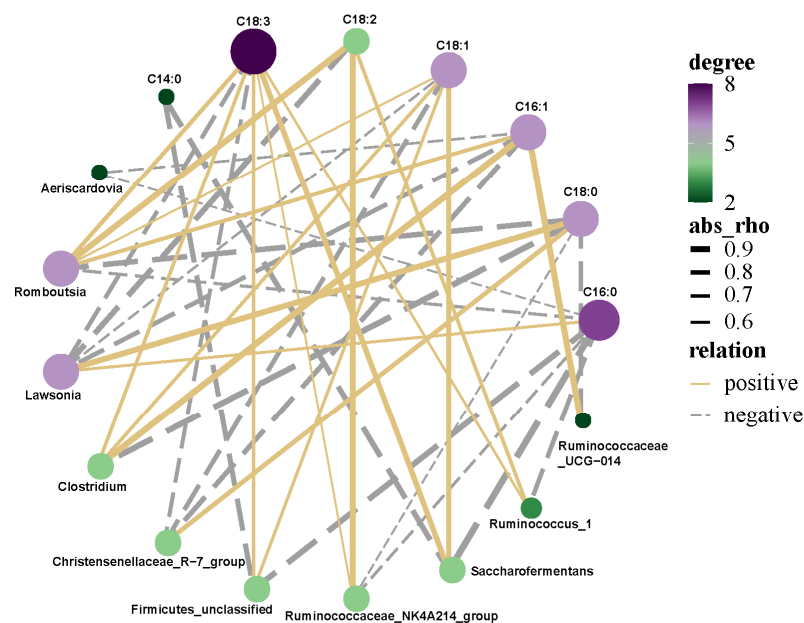 C18:3
C18:2
C18:1
C14:0
C16:1
Aeriscardovia
C18:0
Romboutsia
C16:0
Lawsonia
Ruminococcaceae
_UCG-014
Clostridium
Ruminococcus_1
Christensenellaceae_R-7_group
Saccharofermentans
Firmicutes_unclassified
Ruminococcaceae_NK4A214_group
degree
8
5
2
abs_rho
0.9
0.8
0.7
0.6
relation
positive
negative